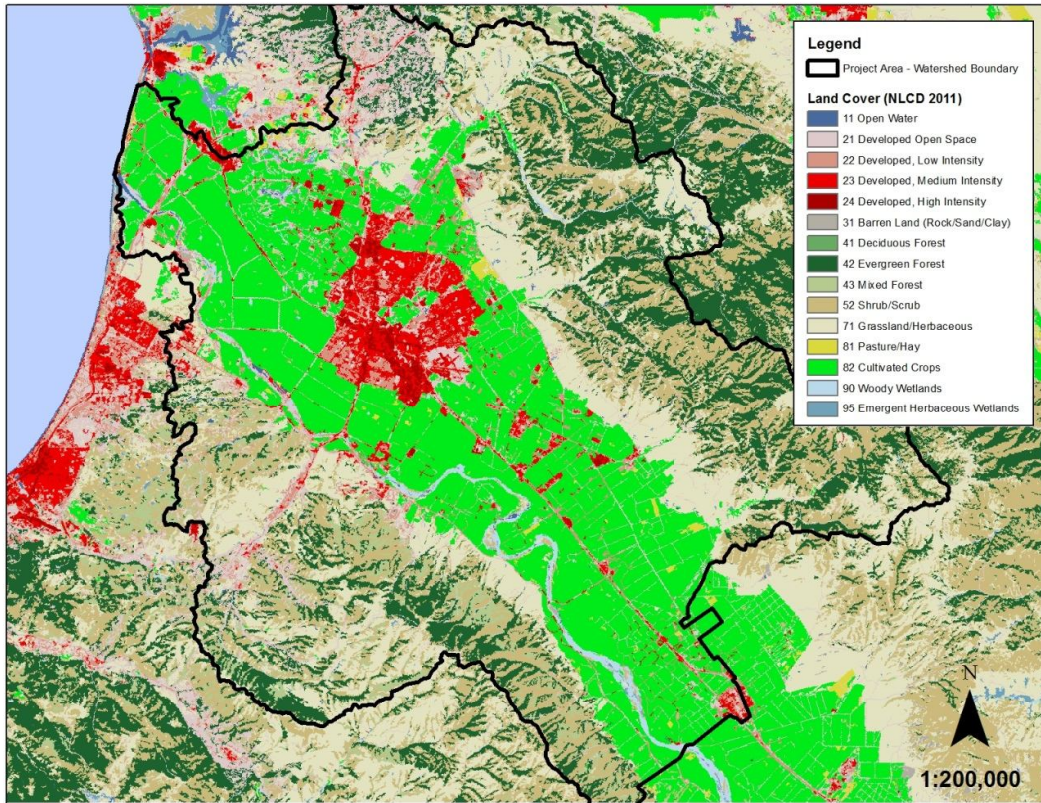 Legend
Project Area - Watershed Boundary
Land Cover (NLCD 2011)
11 Open Water
21 Developed Open Space
22 Developed, Low Intensity
23 Developed, Medium Intensity
24 Developed, High Intensity
31 Barren Land (Rock/Sand/Clay)
41 Deciduous Forest
42 Evergreen Forest
43 Mixed Forest
52 Shrub/Scrub
71 Grassland/Herbaceous
81 Pasture/Hay
82 Cultivated Crops
90 Woody Wetlands
95 Emergent Herbaceous Wetlands
N
1:200,000